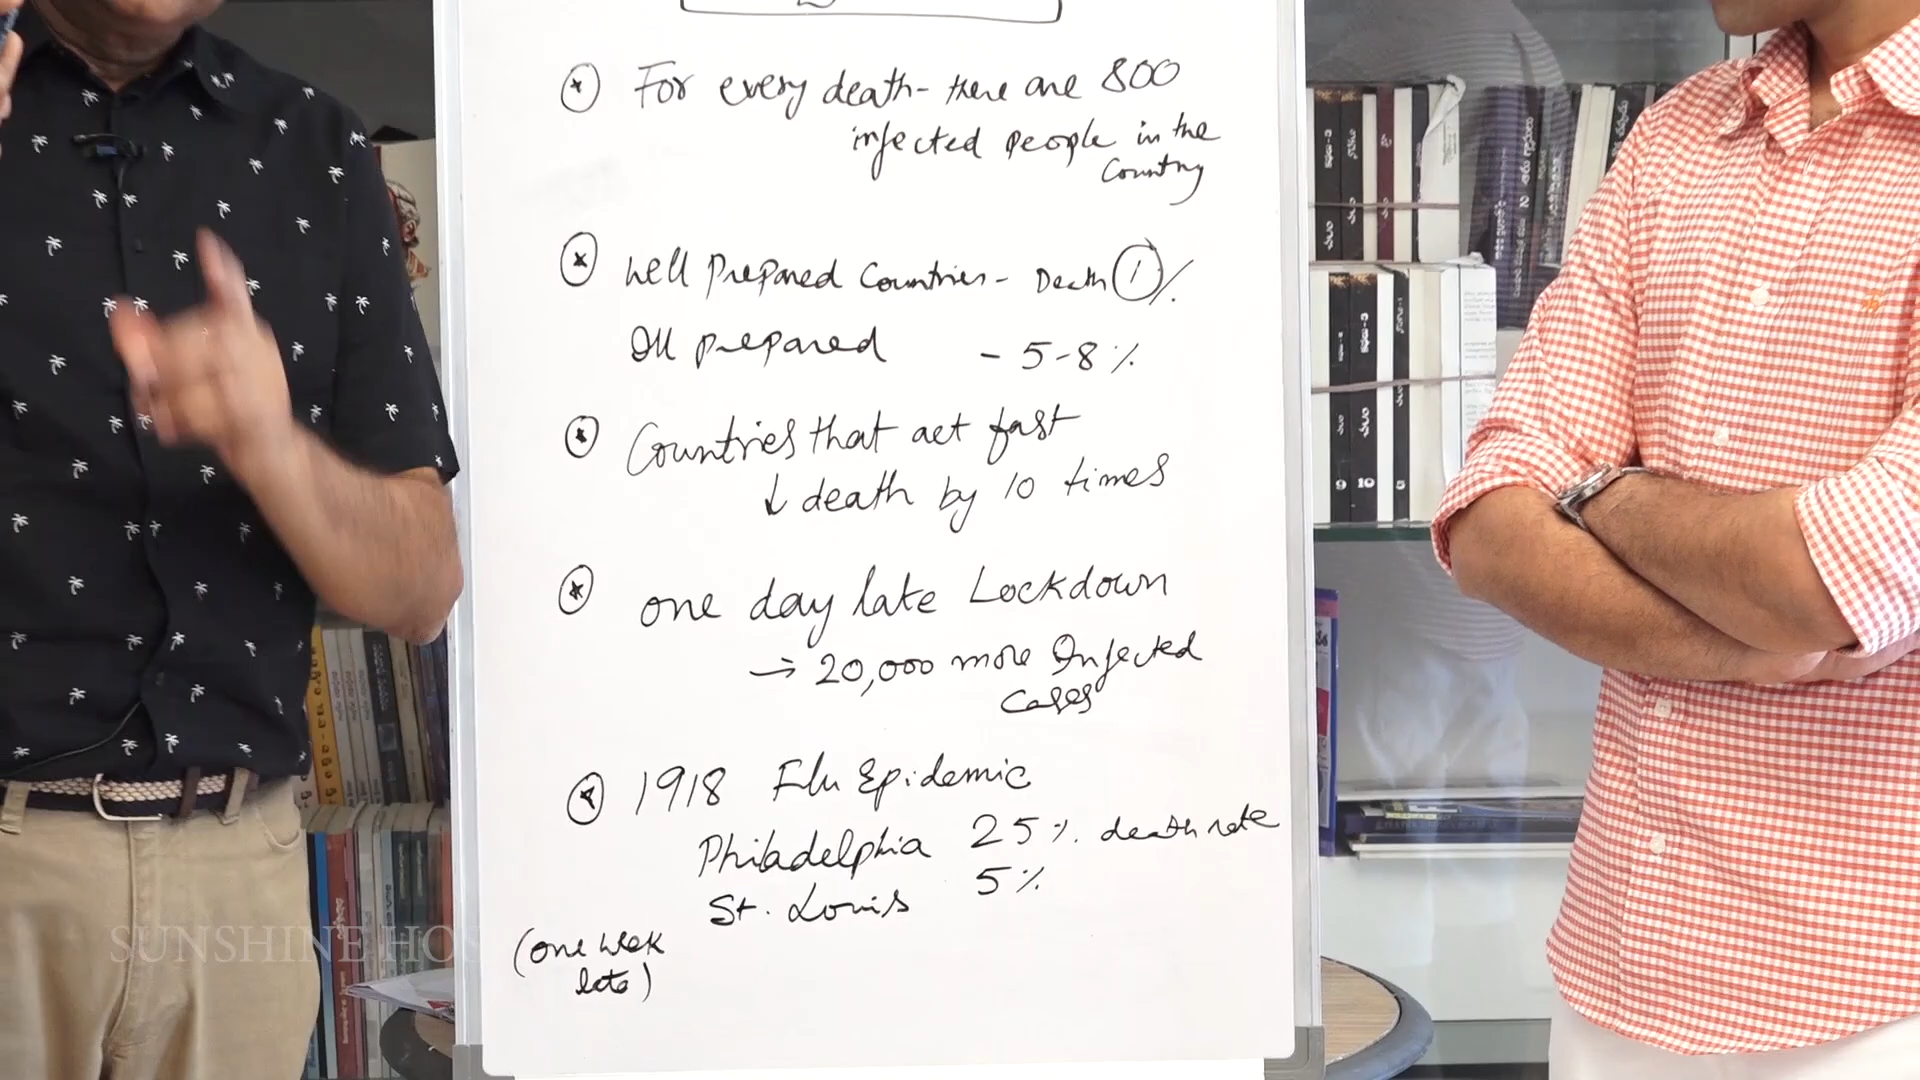 For every death - there are 800
infected people in the
Country
Well Prepared Countries - Death 1%
Ill prepared - 5-8%
Countries that act fast
↓ death by 10 times
one day late Lockdown
→ 20,000 more Infected
Cases
1918 Flu Epidemic
Philadelphia 25%. death rate
St. Louis 5%
(one week
late)
SUNSHINE HOS